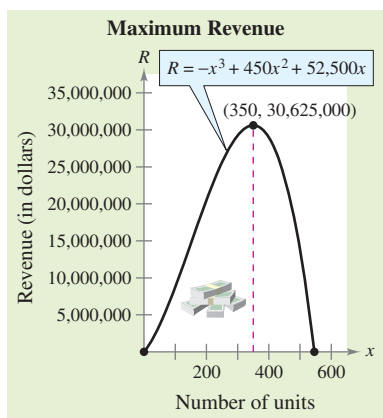 Maximum Revenue
R
R = −x³ + 450x² + 52,500x
(350, 30,625,000)
35,000,000
30,000,000
25,000,000
20,000,000
15,000,000
10,000,000
5,000,000
Revenue (in dollars)
x
200 400 600
Number of units